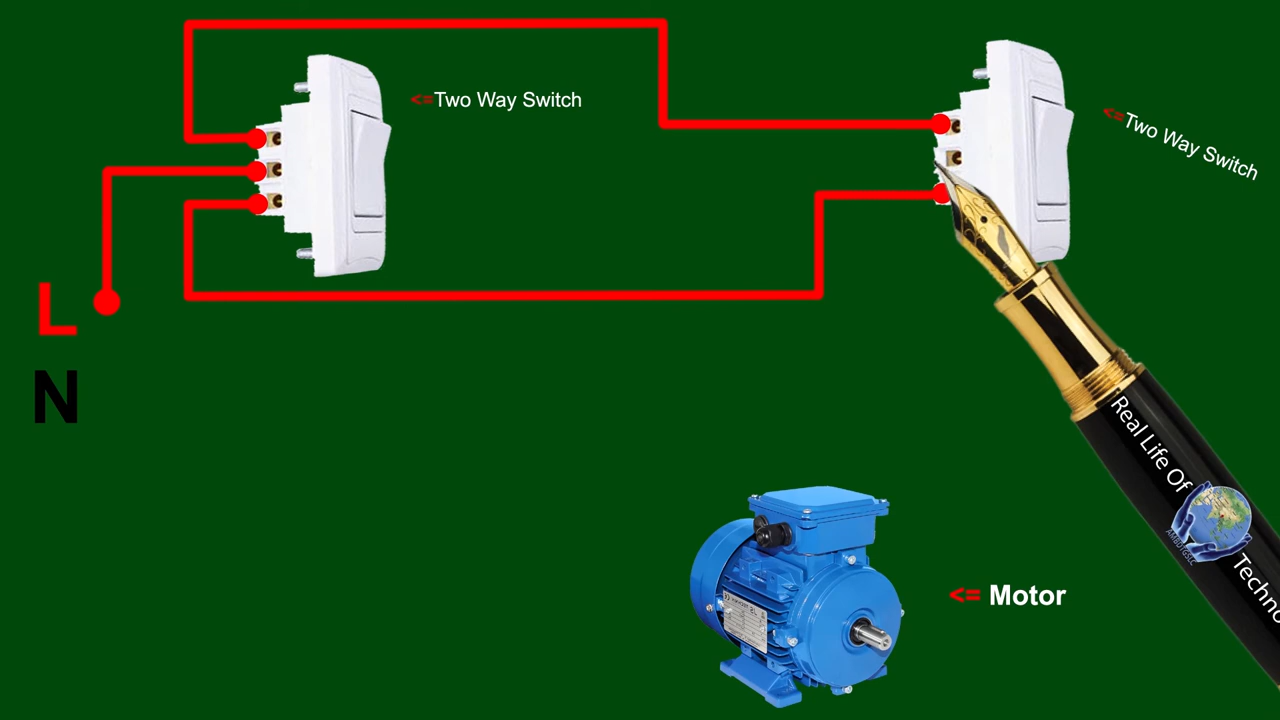 <=Two Way Switch
<=Two Way Switch
L
N
Real Life Of
Techno
<= Motor